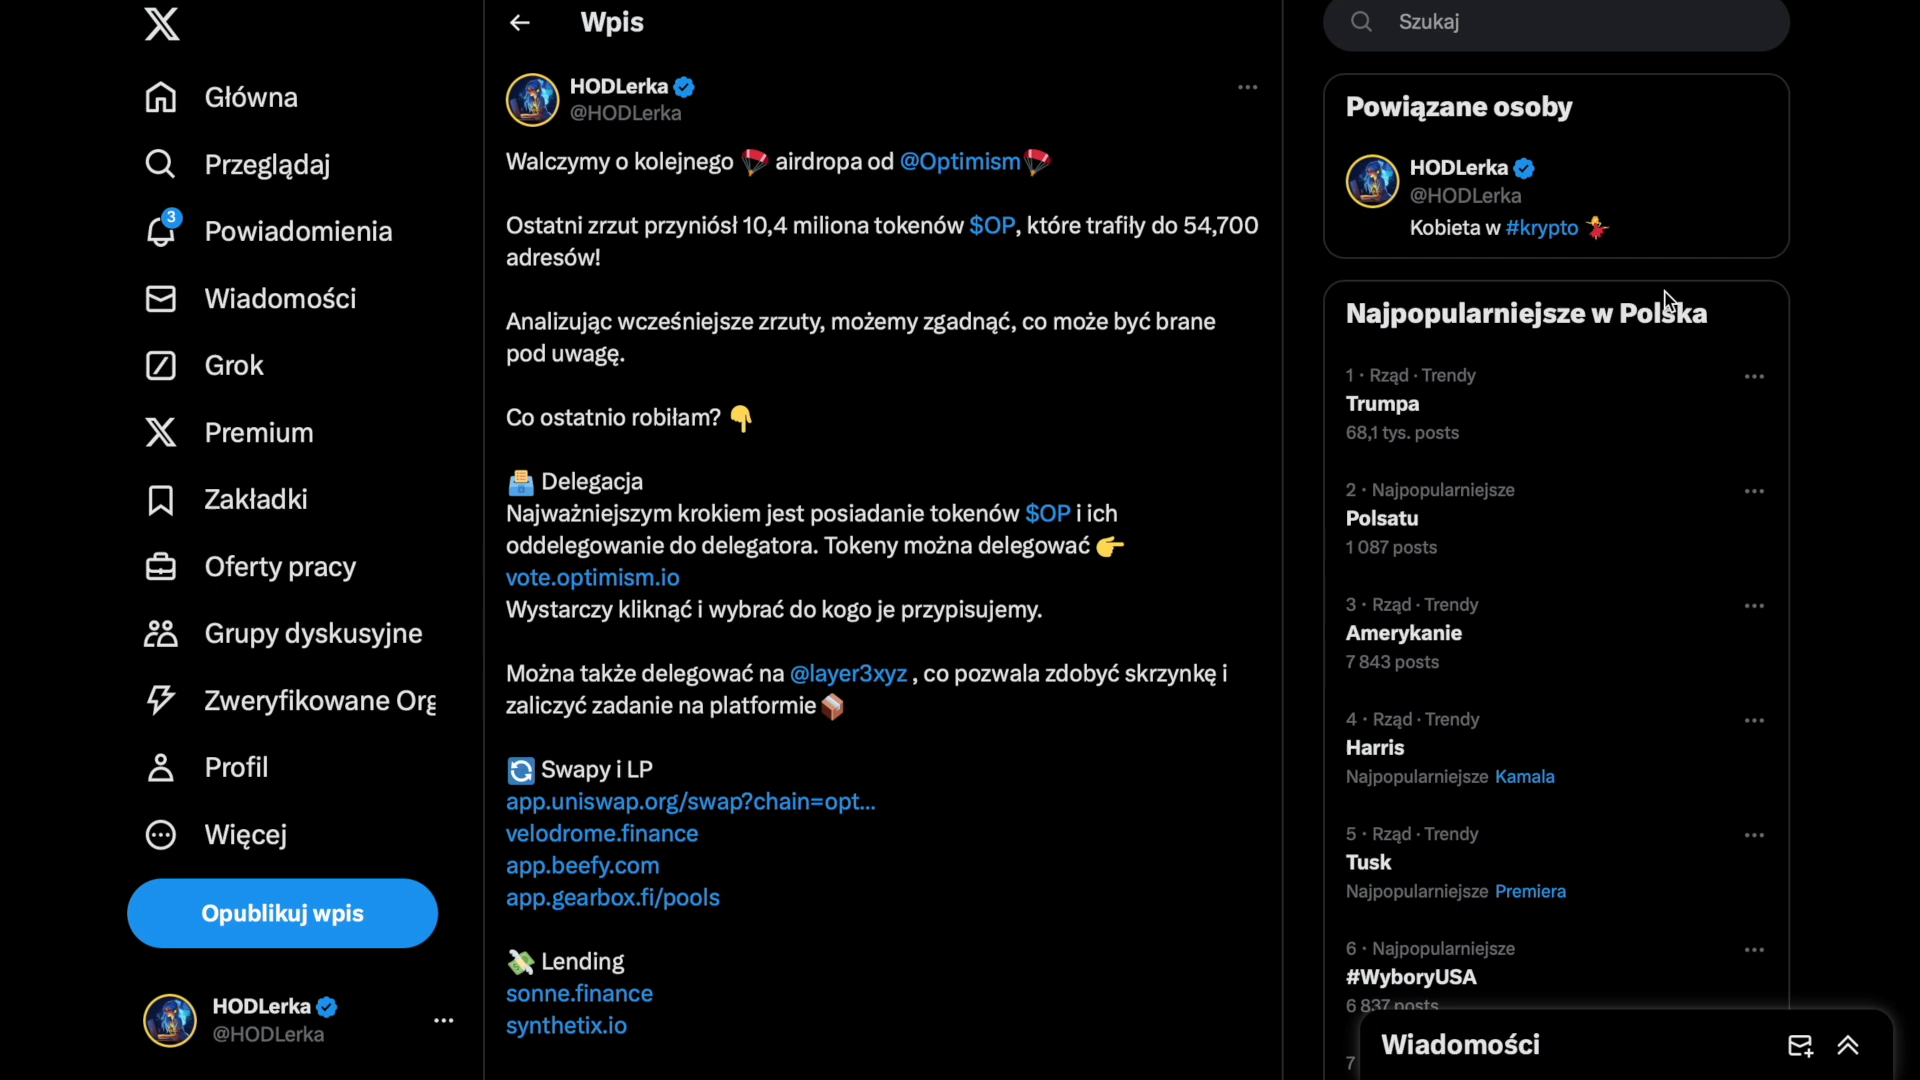 Główna
Przeglądaj
3
Powiadomienia
Wiadomości
Grok
Premium
Zakładki
Oferty pracy
Grupy dyskusyjne
Zweryfikowane Org
Profil
Więcej
Opublikuj wpis
HODLerka
@HODLerka
Wpis
HODLerka
@HODLerka
Walczymy o kolejnego 🪂 airdropa od @Optimism🪂
Ostatni zrzut przyniósł 10,4 miliona tokenów $OP, które trafiły do 54,700
adresów!
Analizując wcześniejsze zrzuty, możemy zgadnąć, co może być brane
pod uwagę.
Co ostatnio robiłam? 👇
🗳️ Delegacja
Najważniejszym krokiem jest posiadanie tokenów $OP i ich
oddelegowanie do delegatora. Tokeny można delegować 👉
vote.optimism.io
Wystarczy kliknąć i wybrać do kogo je przypisujemy.
Można także delegować na @layer3xyz , co pozwala zdobyć skrzynkę i
zaliczyć zadanie na platformie📦
🔄 Swapy i LP
app.uniswap.org/swap?chain=opt...
velodrome.finance
app.beefy.com
app.gearbox.fi/pools
💸 Lending
sonne.finance
synthetix.io
Szukaj
Powiązane osoby
HODLerka
@HODLerka
Kobieta w #krypto 💃
Najpopularniejsze w Polska
1 · Rząd · Trendy
Trumpa
68,1 tys. posts
2 · Najpopularniejsze
Polsatu
1 087 posts
3 · Rząd · Trendy
Amerykanie
7 843 posts
4 · Rząd · Trendy
Harris
Najpopularniejsze Kamala
5 · Rząd · Trendy
Tusk
Najpopularniejsze Premiera
6 · Najpopularniejsze
#WyboryUSA
6 837 posts
7
Wiadomości